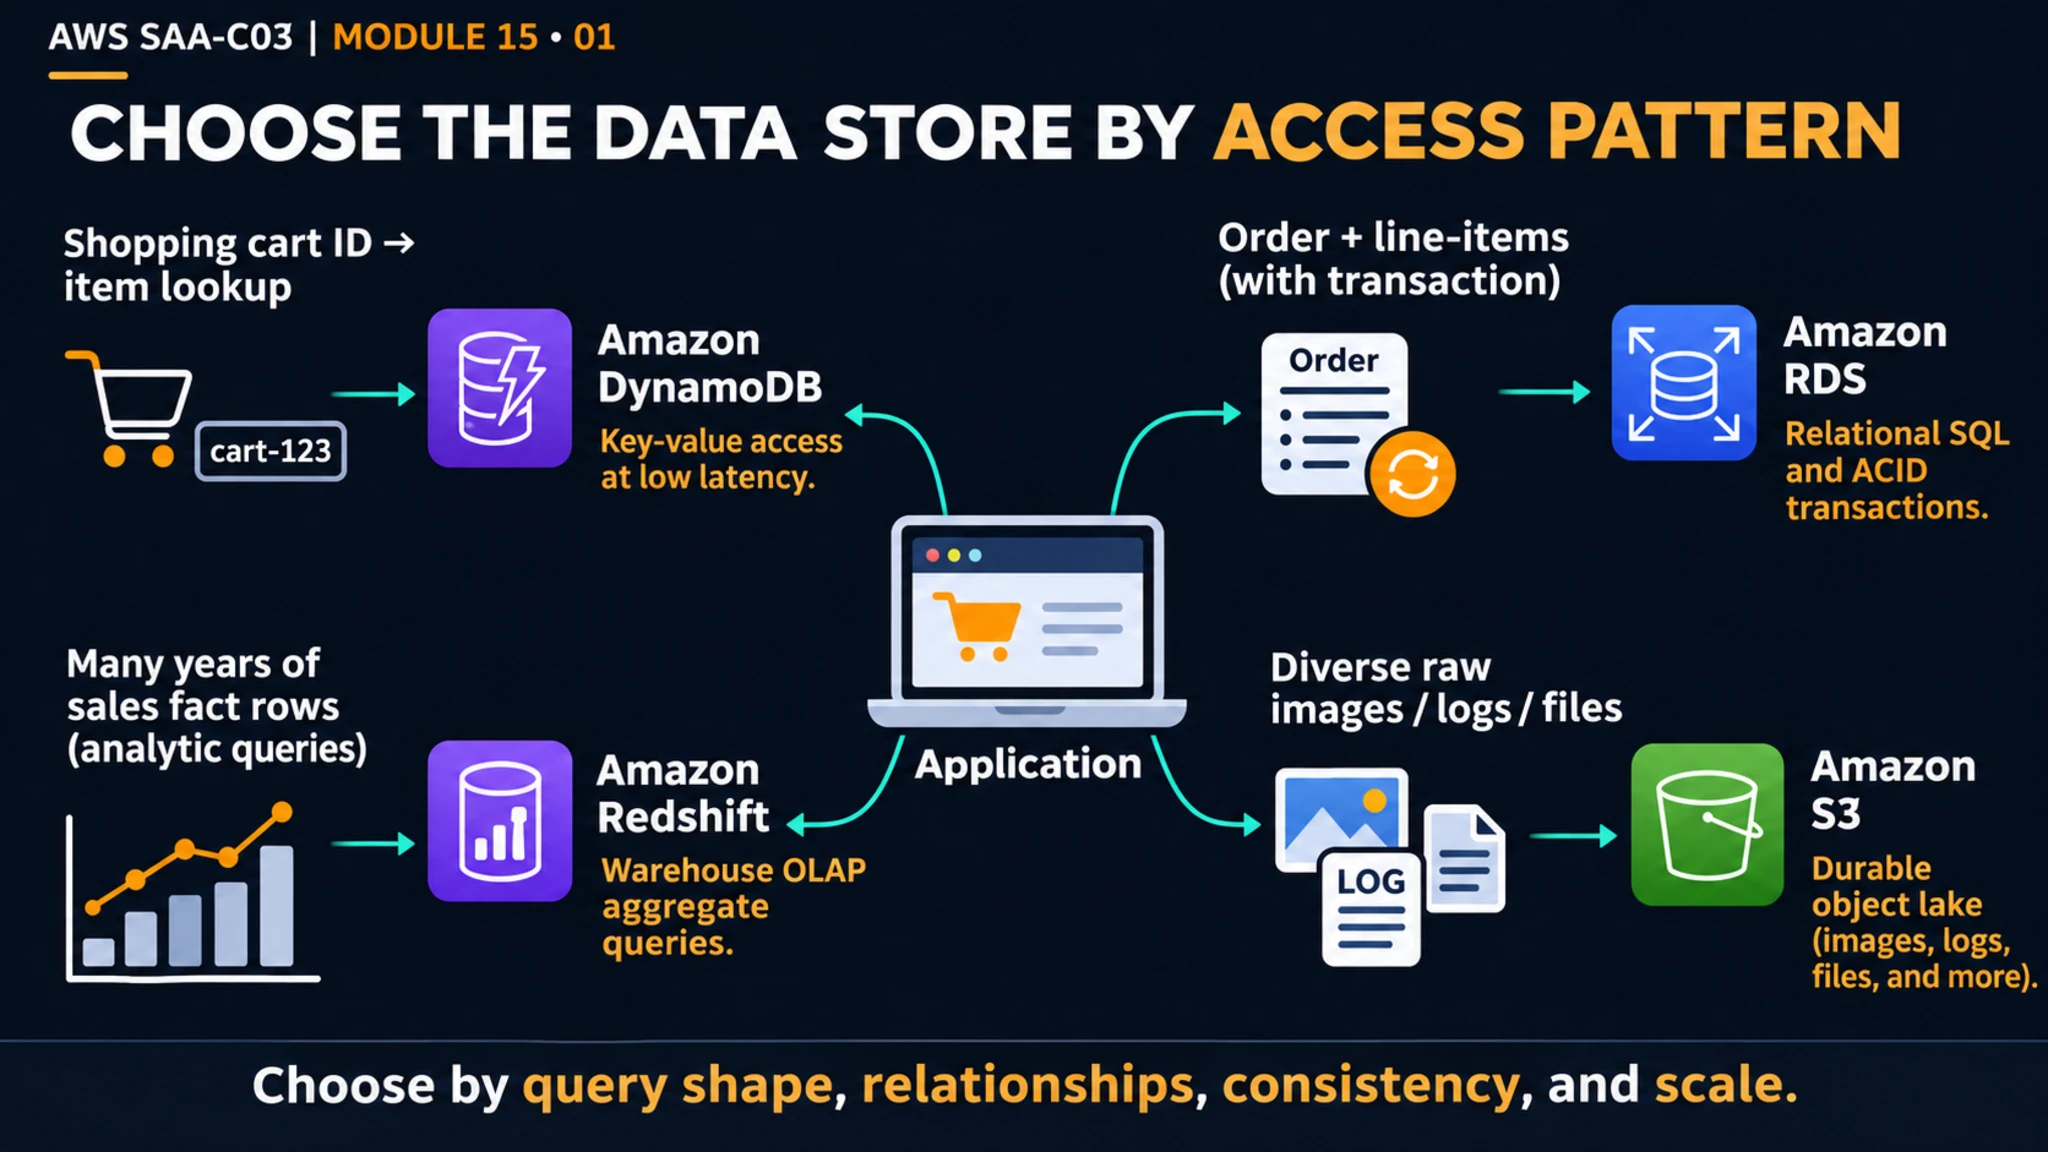 AWS SAA-C03 | MODULE 15 • 01
CHOOSE THE DATA STORE BY ACCESS PATTERN
Shopping cart ID →
item lookup
cart-123
Amazon
DynamoDB
Key-value access
at low latency.
Order + line-items
(with transaction)
Order
Amazon
RDS
Relational SQL
and ACID
transactions.
Application
Many years of
sales fact rows
(analytic queries)
Amazon
Redshift
Warehouse OLAP
aggregate
queries.
Diverse raw
images / logs / files
LOG
Amazon
S3
Durable
object lake
(images, logs,
files, and more).
Choose by query shape, relationships, consistency, and scale.